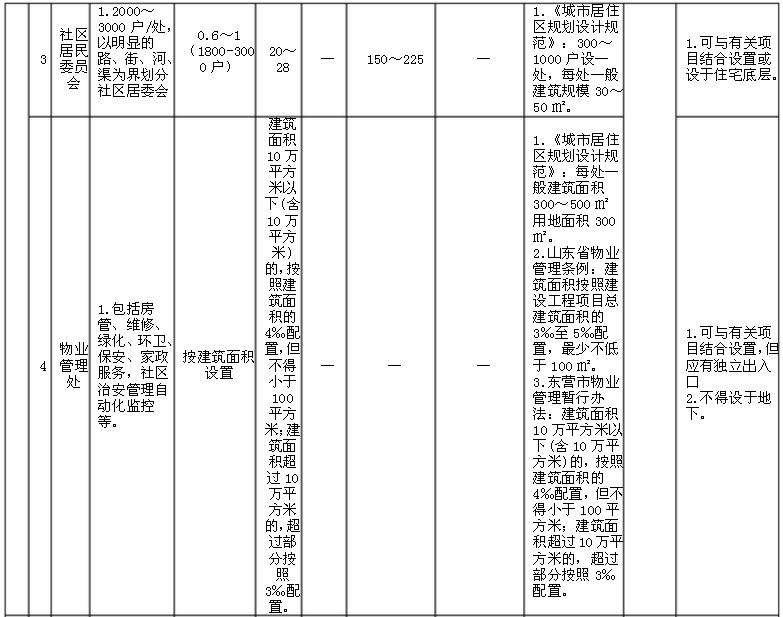 3
社区
居民
委员
会
1.2000～
3000 户/处,
以明显的
路、街、河、
渠为界划分
社区居委会
0.6～1
(1800-300
0 户)
20～
28
—
150～225
—
1.《城市居住
区规划设计规
范》: 300～
1000 户设一
处, 每处一般
建筑规模 30～
50 ㎡。
1.可与有关项
目结合设置或
设于住宅底层。
4
物业
管理
处
1.包括房
管、维修、
绿化、环卫、
保安、家政
服务, 社区
治安管理自
动化监控
等。
按建筑面积
设置
建筑
面积
10 万
平方
米以
下(含
10 万
平方
米)
的,按
照建
筑面
积的
4‰配
置,但
不得
小于
100
平方
米;建
筑面
积超
过 10
万平
方米
的,超
过部
分按
照
3‰配
置。
—
—
—
1.《城市居住
区规划设计规
范》: 每处一
般建筑面积
300～500 ㎡
用地面积 300
㎡。
2.山东省物业
管理条例: 建
筑面积按照建
设工程项目总
建筑面积的
3‰至 5‰配
置, 最少不低
于 100 ㎡。
3.东营市物业
管理暂行办
法: 建筑面积
10 万平方米以
下(含 10 万平
方米)的, 按照
建筑面积的
4‰配置, 但不
得小于 100 平
方米; 建筑面
积超过 10 万平
方米的, 超过
部分按照 3‰
配置。
1.可与有关项
目结合设置,但
应有独立出入
口
2.不得设于地
下。